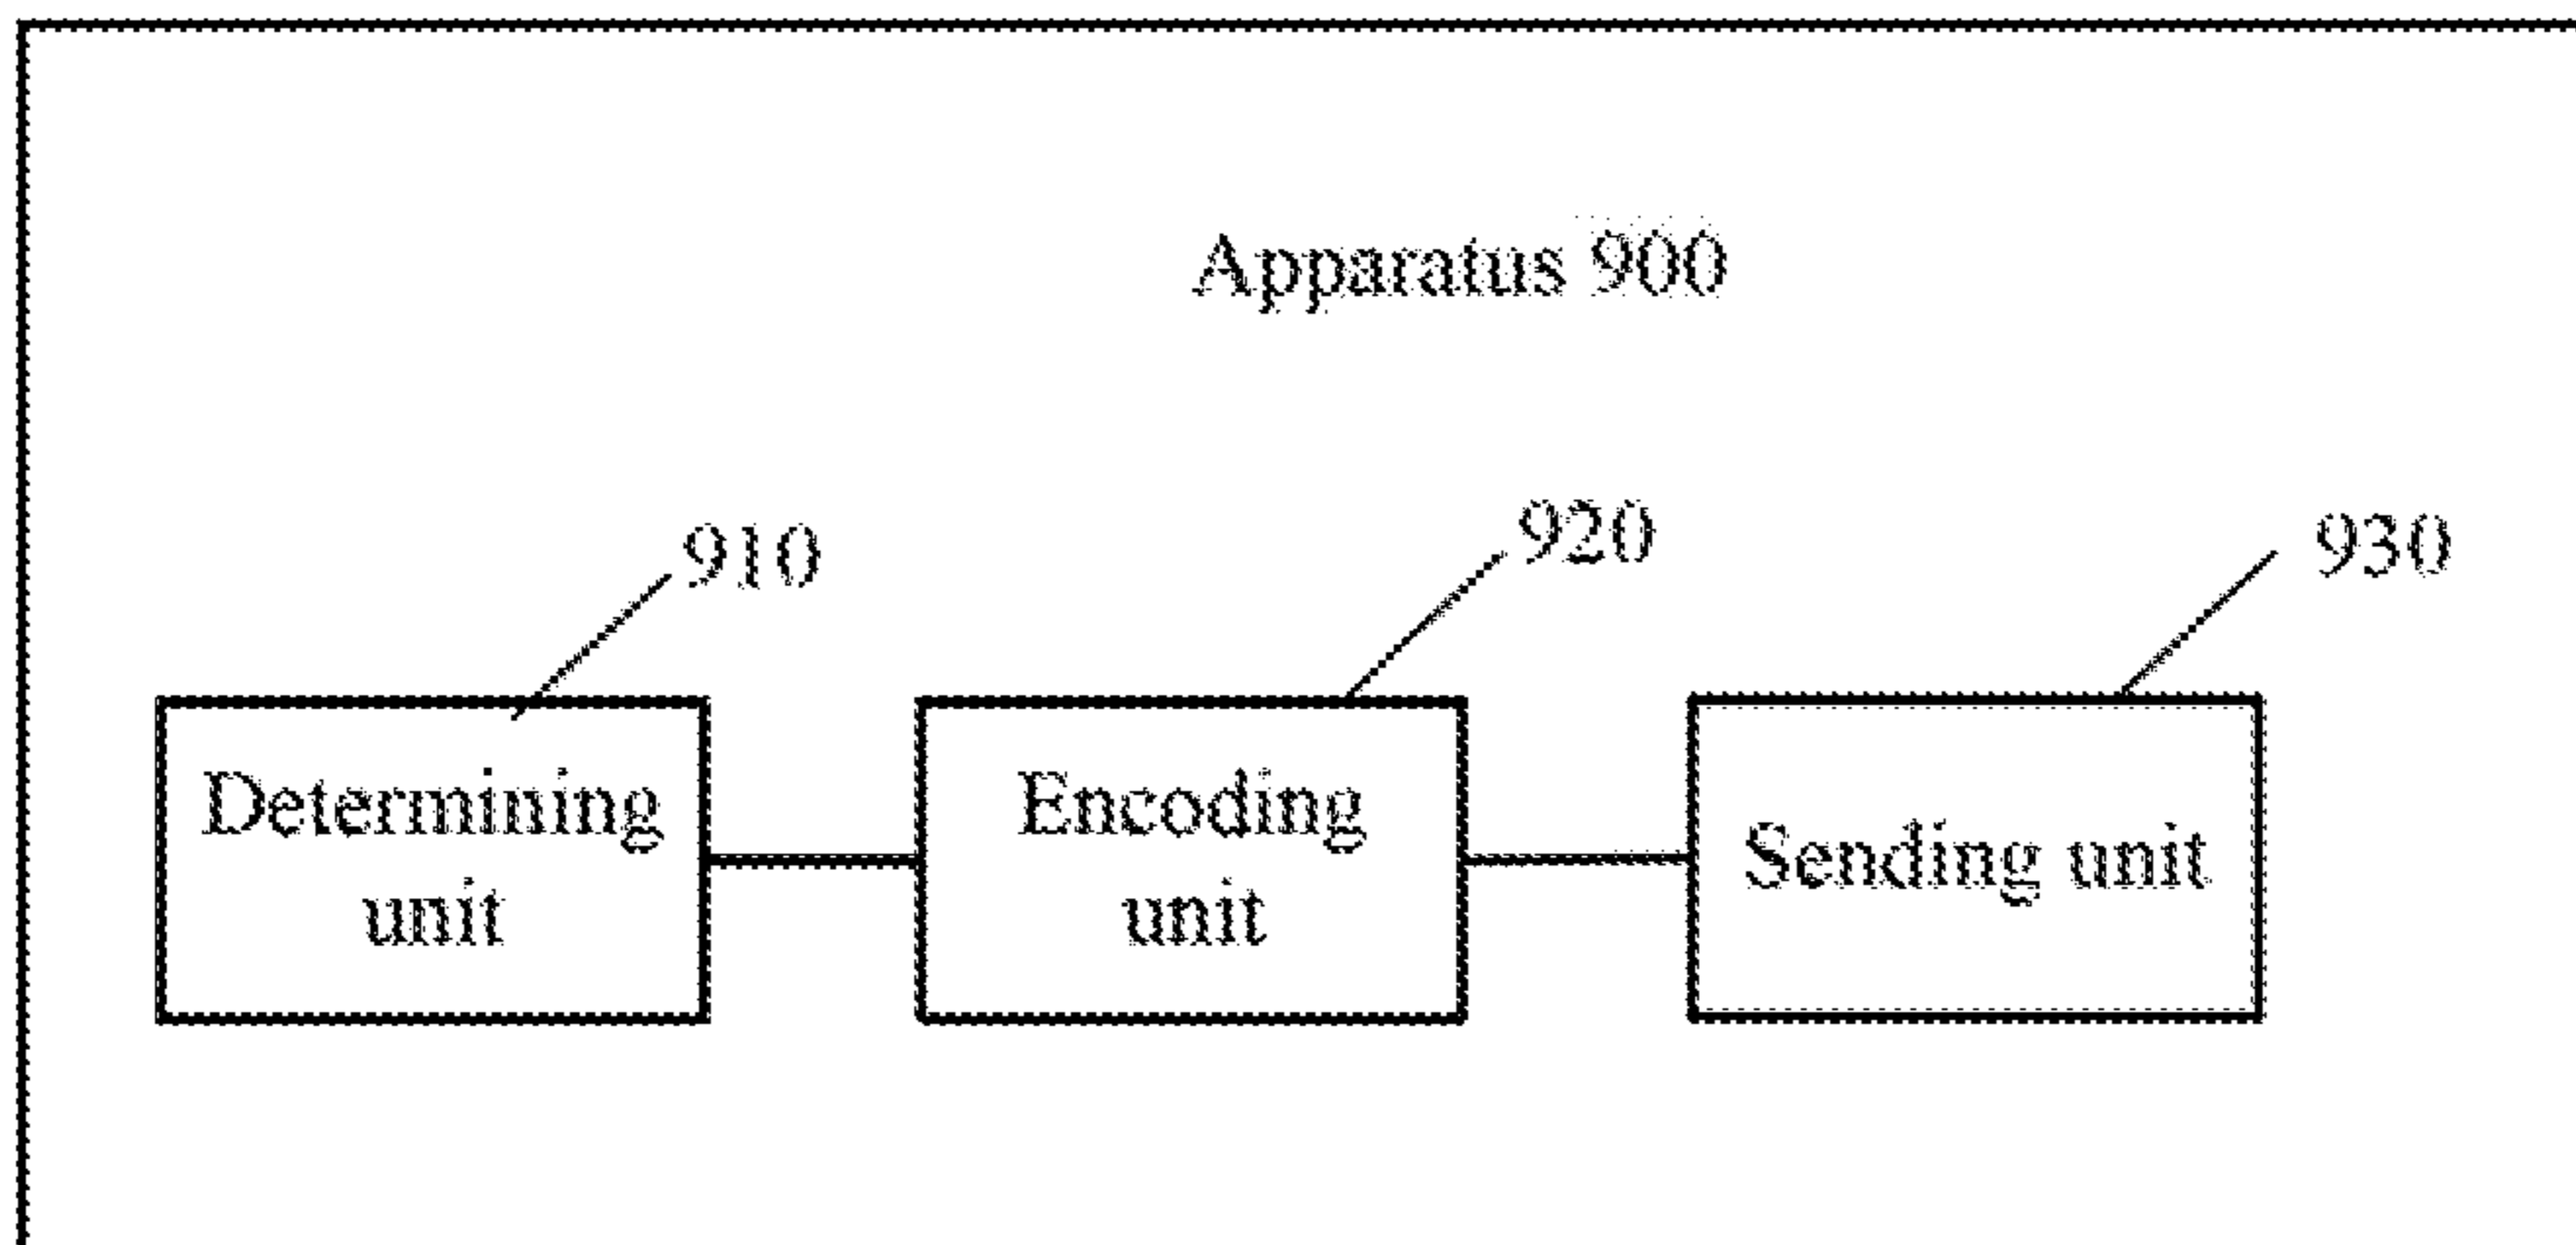 Apparatus 900
910
920
930
Determining
unit
Encoding
unit
Sending unit